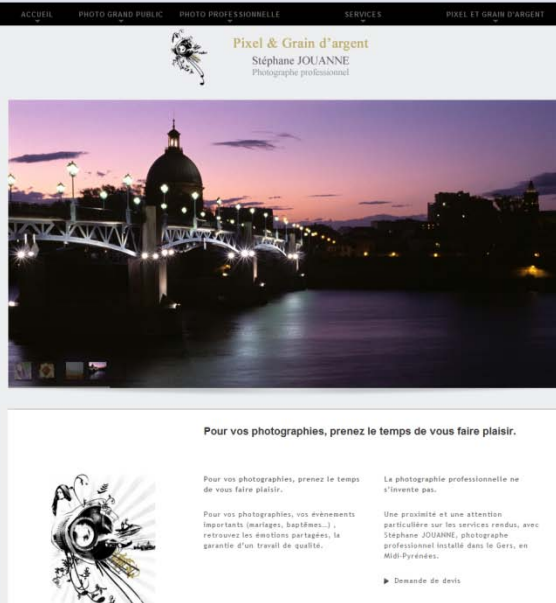 ACCUEIL PHOTO GRAND PUBLIC PHOTO PROFESSIONNELLE SERVICES PIXEL ET GRAIN D'ARGENT
Pixel & Grain d'argent
Stéphane JOUANNE
Photographe professionnel
Pour vos photographies, prenez le temps de vous faire plaisir.
Pour vos photographies, prenez le temps
de vous faire plaisir.
Pour vos photographies, vos événements
importants (mariages, baptêmes...) ,
retrouvez les émotions partagées, la
garantie d'un travail de qualité.
La photographie professionnelle ne
s'invente pas.
Une proximité et une attention
particulière sur les services rendus, avec
Stéphane JOUANNE, photographe
professionnel installé dans le Gers, en
Midi-Pyrénées.
Demande de devis